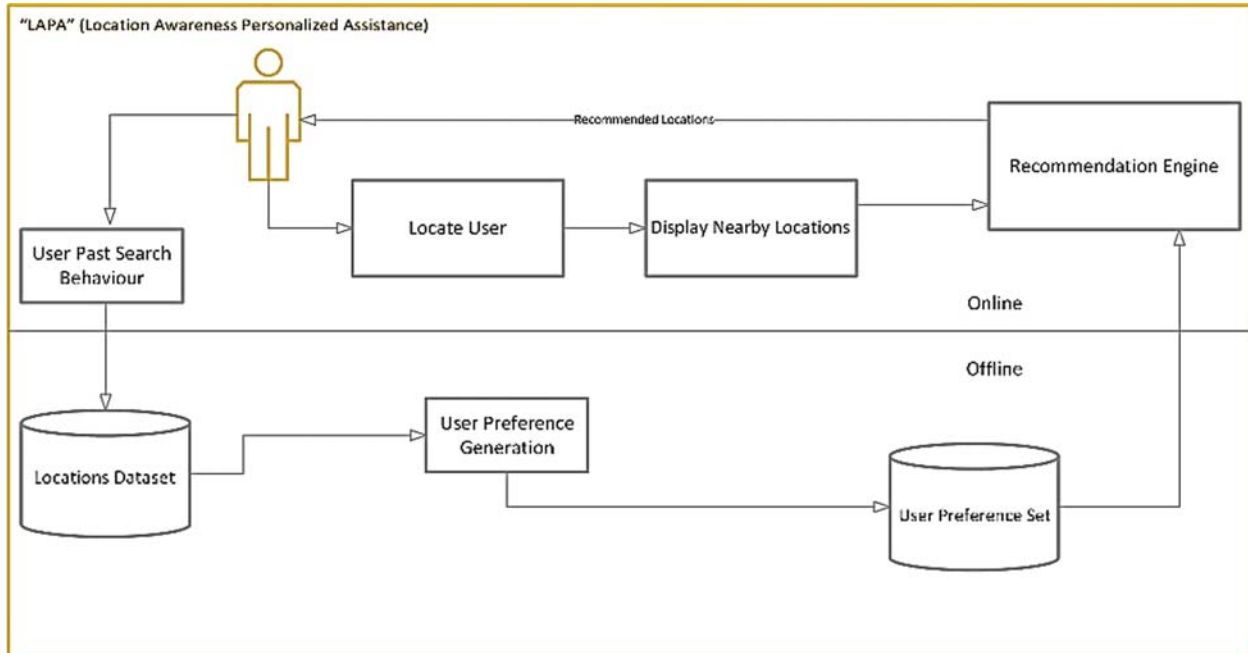 “LAPA” (Location Awareness Personalized Assistance)
Recommended Locations
Recommendation Engine
Locate User
Display Nearby Locations
User Past Search
Behaviour
Online
Offline
User Preference
Generation
Locations Dataset
User Preference Set